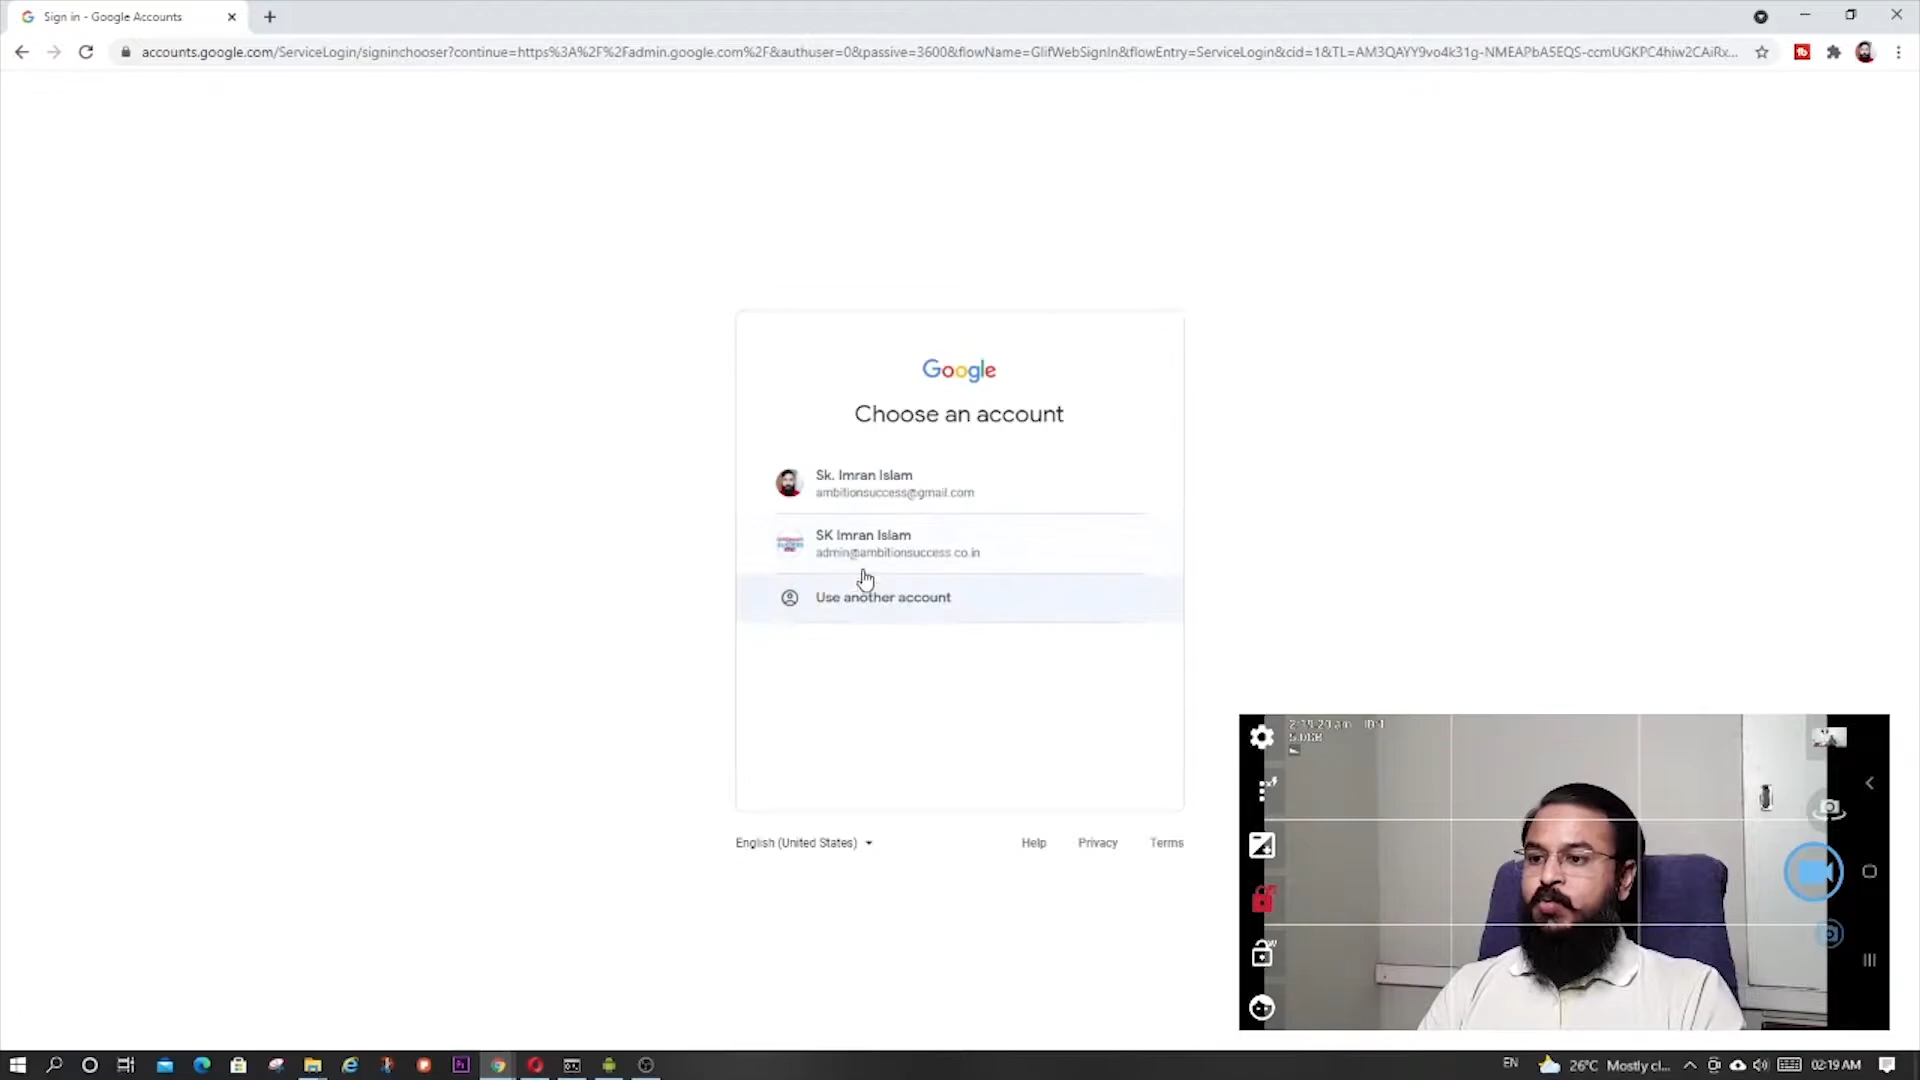 Sign in - Google Accounts
accounts.google.com/ServiceLogin/signinchooser?continue=https%3A%2F%2Fadmin.google.com%2F&authuser=0&passive=3600&flowName=GlifWebSignIn&flowEntry=ServiceLogin&cid=1&TL=AM3QAYY9vo4k31g-NMEAPbA5EQS-ccmUGKPC4hiw2CAiRx...
Google
Choose an account
Sk. Imran Islam
ambitionsuccess@gmail.com
SK Imran Islam
admin@ambitionsuccess.co.in
Use another account
English (United States)
Help
Privacy
Terms
EN
26°C Mostly cl...
02:19 AM